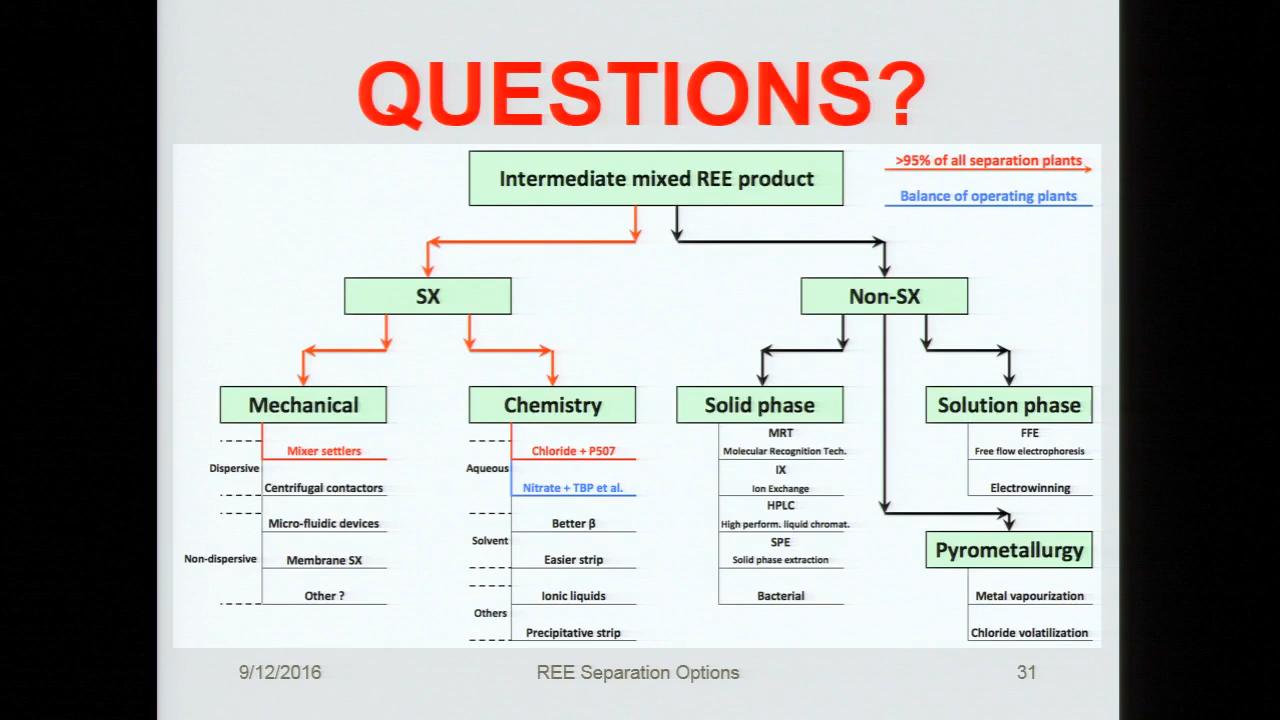 QUESTIONS?
Intermediate mixed REE product
>95% of all separation plants
Balance of operating plants
SX
Non-SX
Mechanical
Chemistry
Solid phase
Solution phase
Dispersive
Mixer settlers
Centrifugal contactors
Non-dispersive
Micro-fluidic devices
Membrane SX
Other ?
Aqueous
Chloride + P507
Nitrate + TBP et al.
Solvent
Better β
Easier strip
Others
Ionic liquids
Precipitative strip
MRT
Molecular Recognition Tech.
IX
Ion Exchange
HPLC
High perform. liquid chromat.
SPE
Solid phase extraction
Bacterial
FFE
Free flow electrophoresis
Electrowinning
Pyrometallurgy
Metal vapourization
Chloride volatilization
9/12/2016
REE Separation Options
31